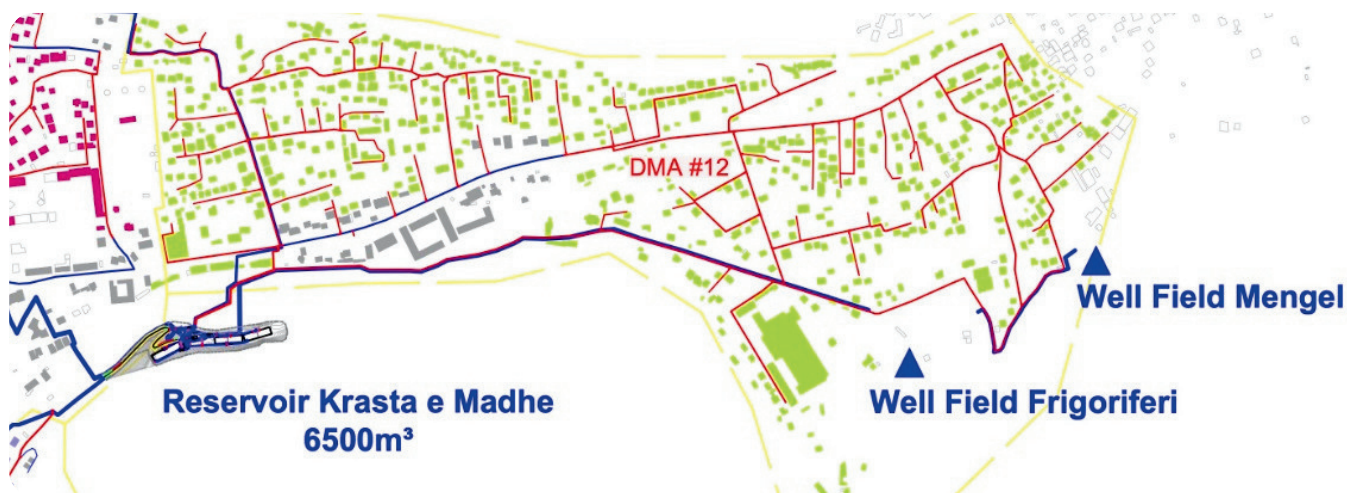 DMA #12
Well Field Mengel
Reservoir Krasta e Madhe
6500m³
Well Field Frigoriferi